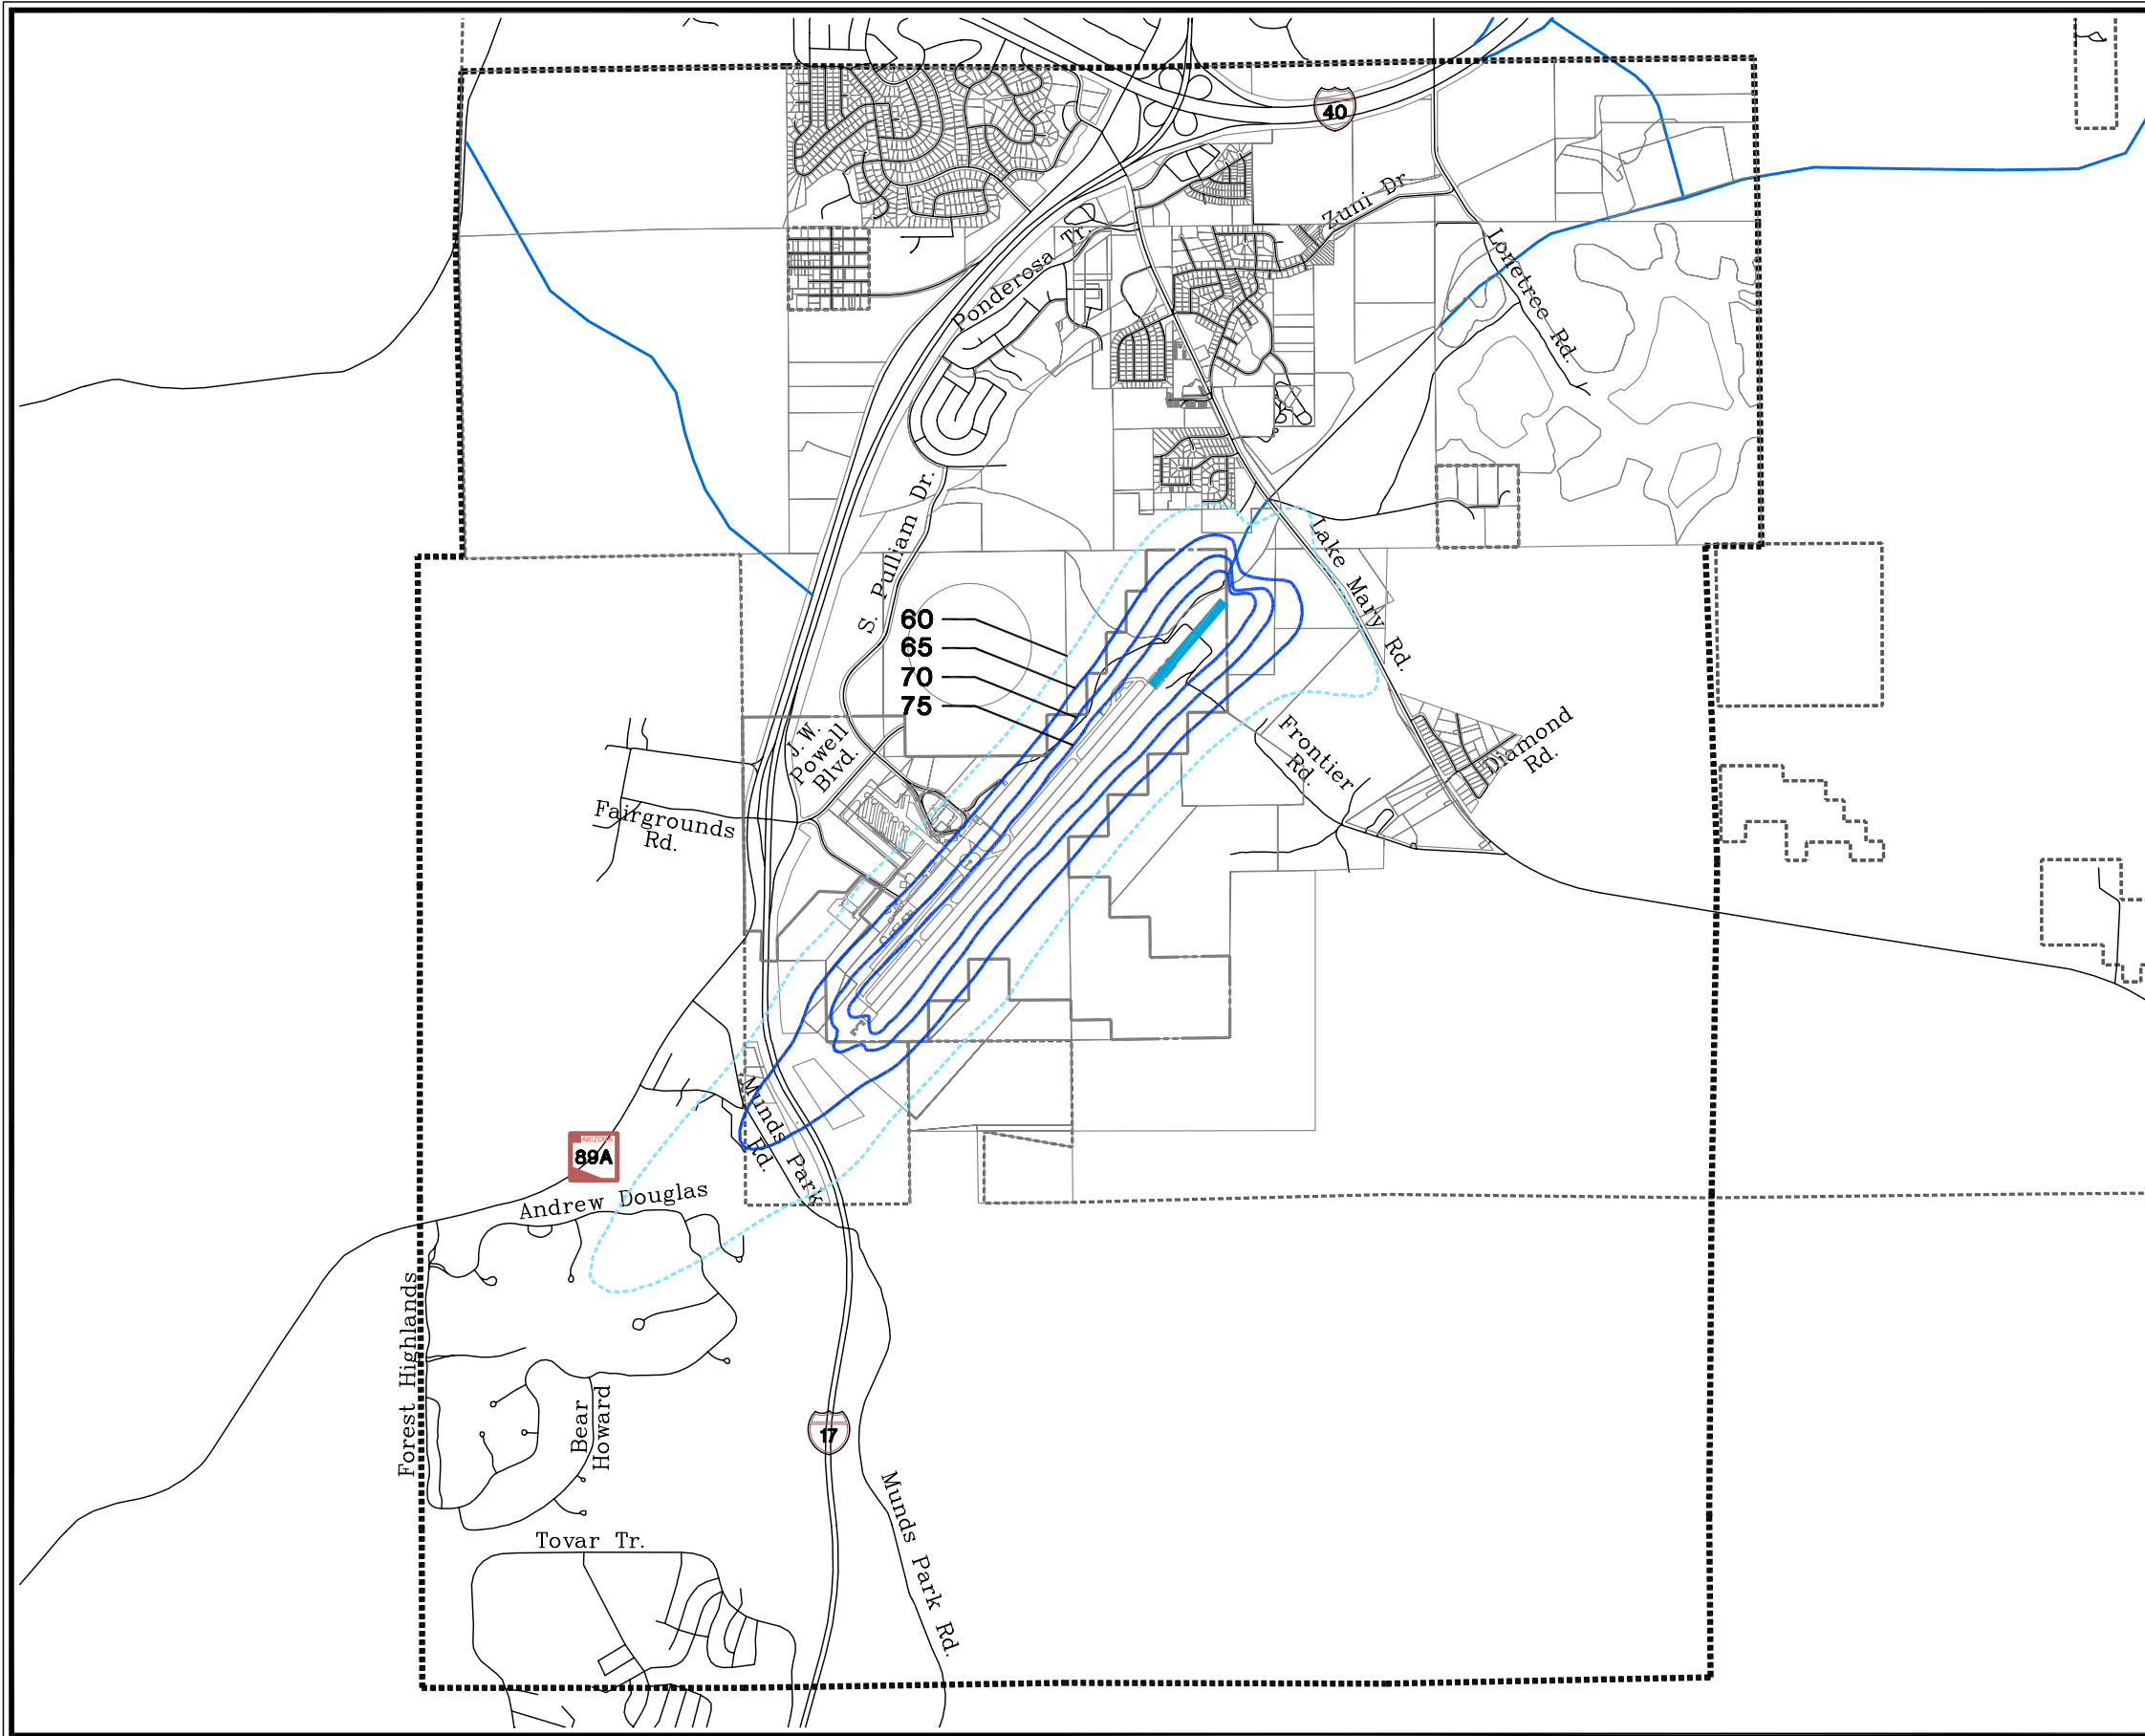 40
Zuni Dr.
Lonetree Rd.
Ponderosa Tr.
S. Pulliam Dr.
Lake Mary Rd.
60
65
70
75
J.W.
Powell
Blvd.
Frontier
Rd.
Diamond
Rd.
Fairgrounds
Rd.
Munds Park
Rd.
ARIZONA
89A
Andrew Douglas
Forest Highlands
Bear
Howard
17
Munds Park Rd.
Tovar Tr.